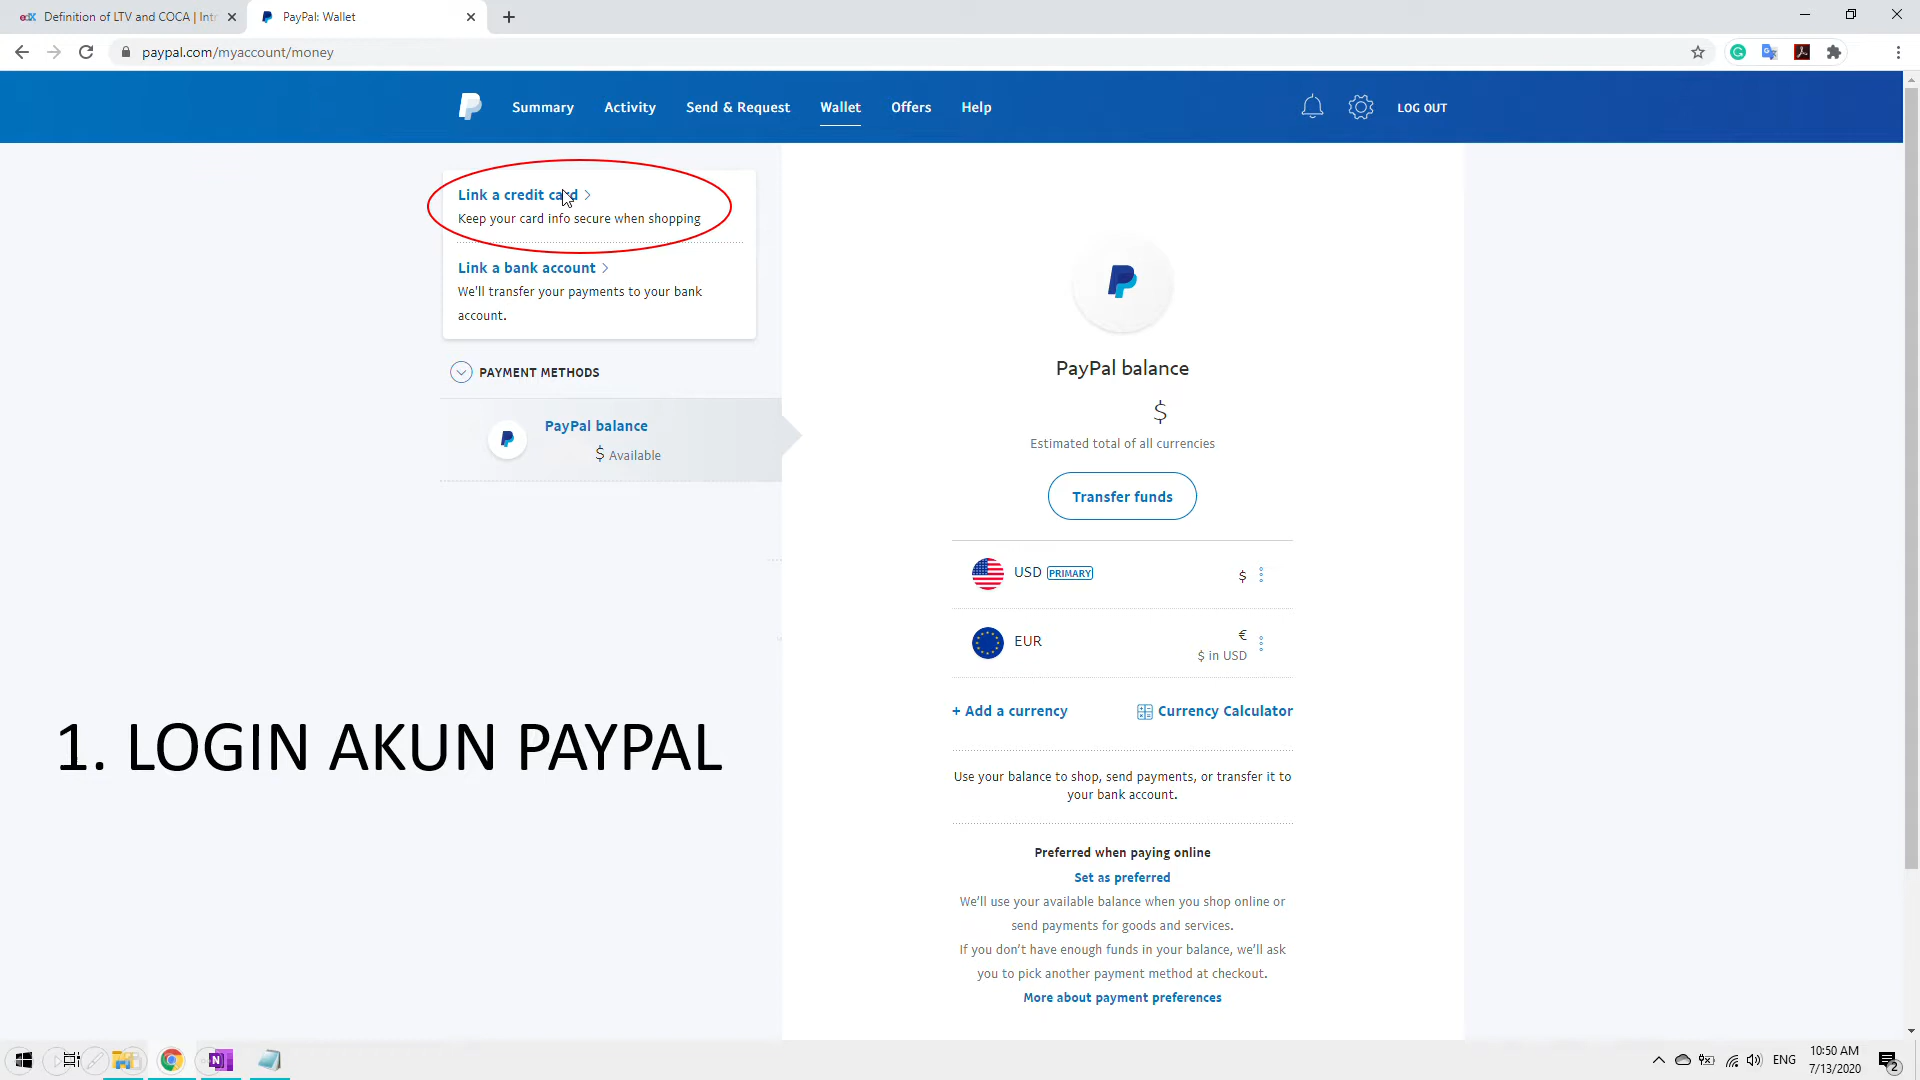 Definition of LTV and COCA | Int
PayPal: Wallet
paypal.com/myaccount/money
Summary
Activity
Send & Request
Wallet
Offers
Help
LOG OUT
Link a credit card
Keep your card info secure when shopping
Link a bank account
We'll transfer your payments to your bank
account.
PAYMENT METHODS
PayPal balance
$ Available
PayPal balance
$
Estimated total of all currencies
Transfer funds
USD PRIMARY
$
EUR
€
$ in USD
+ Add a currency
Currency Calculator
Use your balance to shop, send payments, or transfer it to
your bank account.
Preferred when paying online
Set as preferred
We'll use your available balance when you shop online or
send payments for goods and services.
If you don't have enough funds in your balance, we'll ask
you to pick another payment method at checkout.
More about payment preferences
1. LOGIN AKUN PAYPAL
ENG
10:50 AM
7/13/2020
2